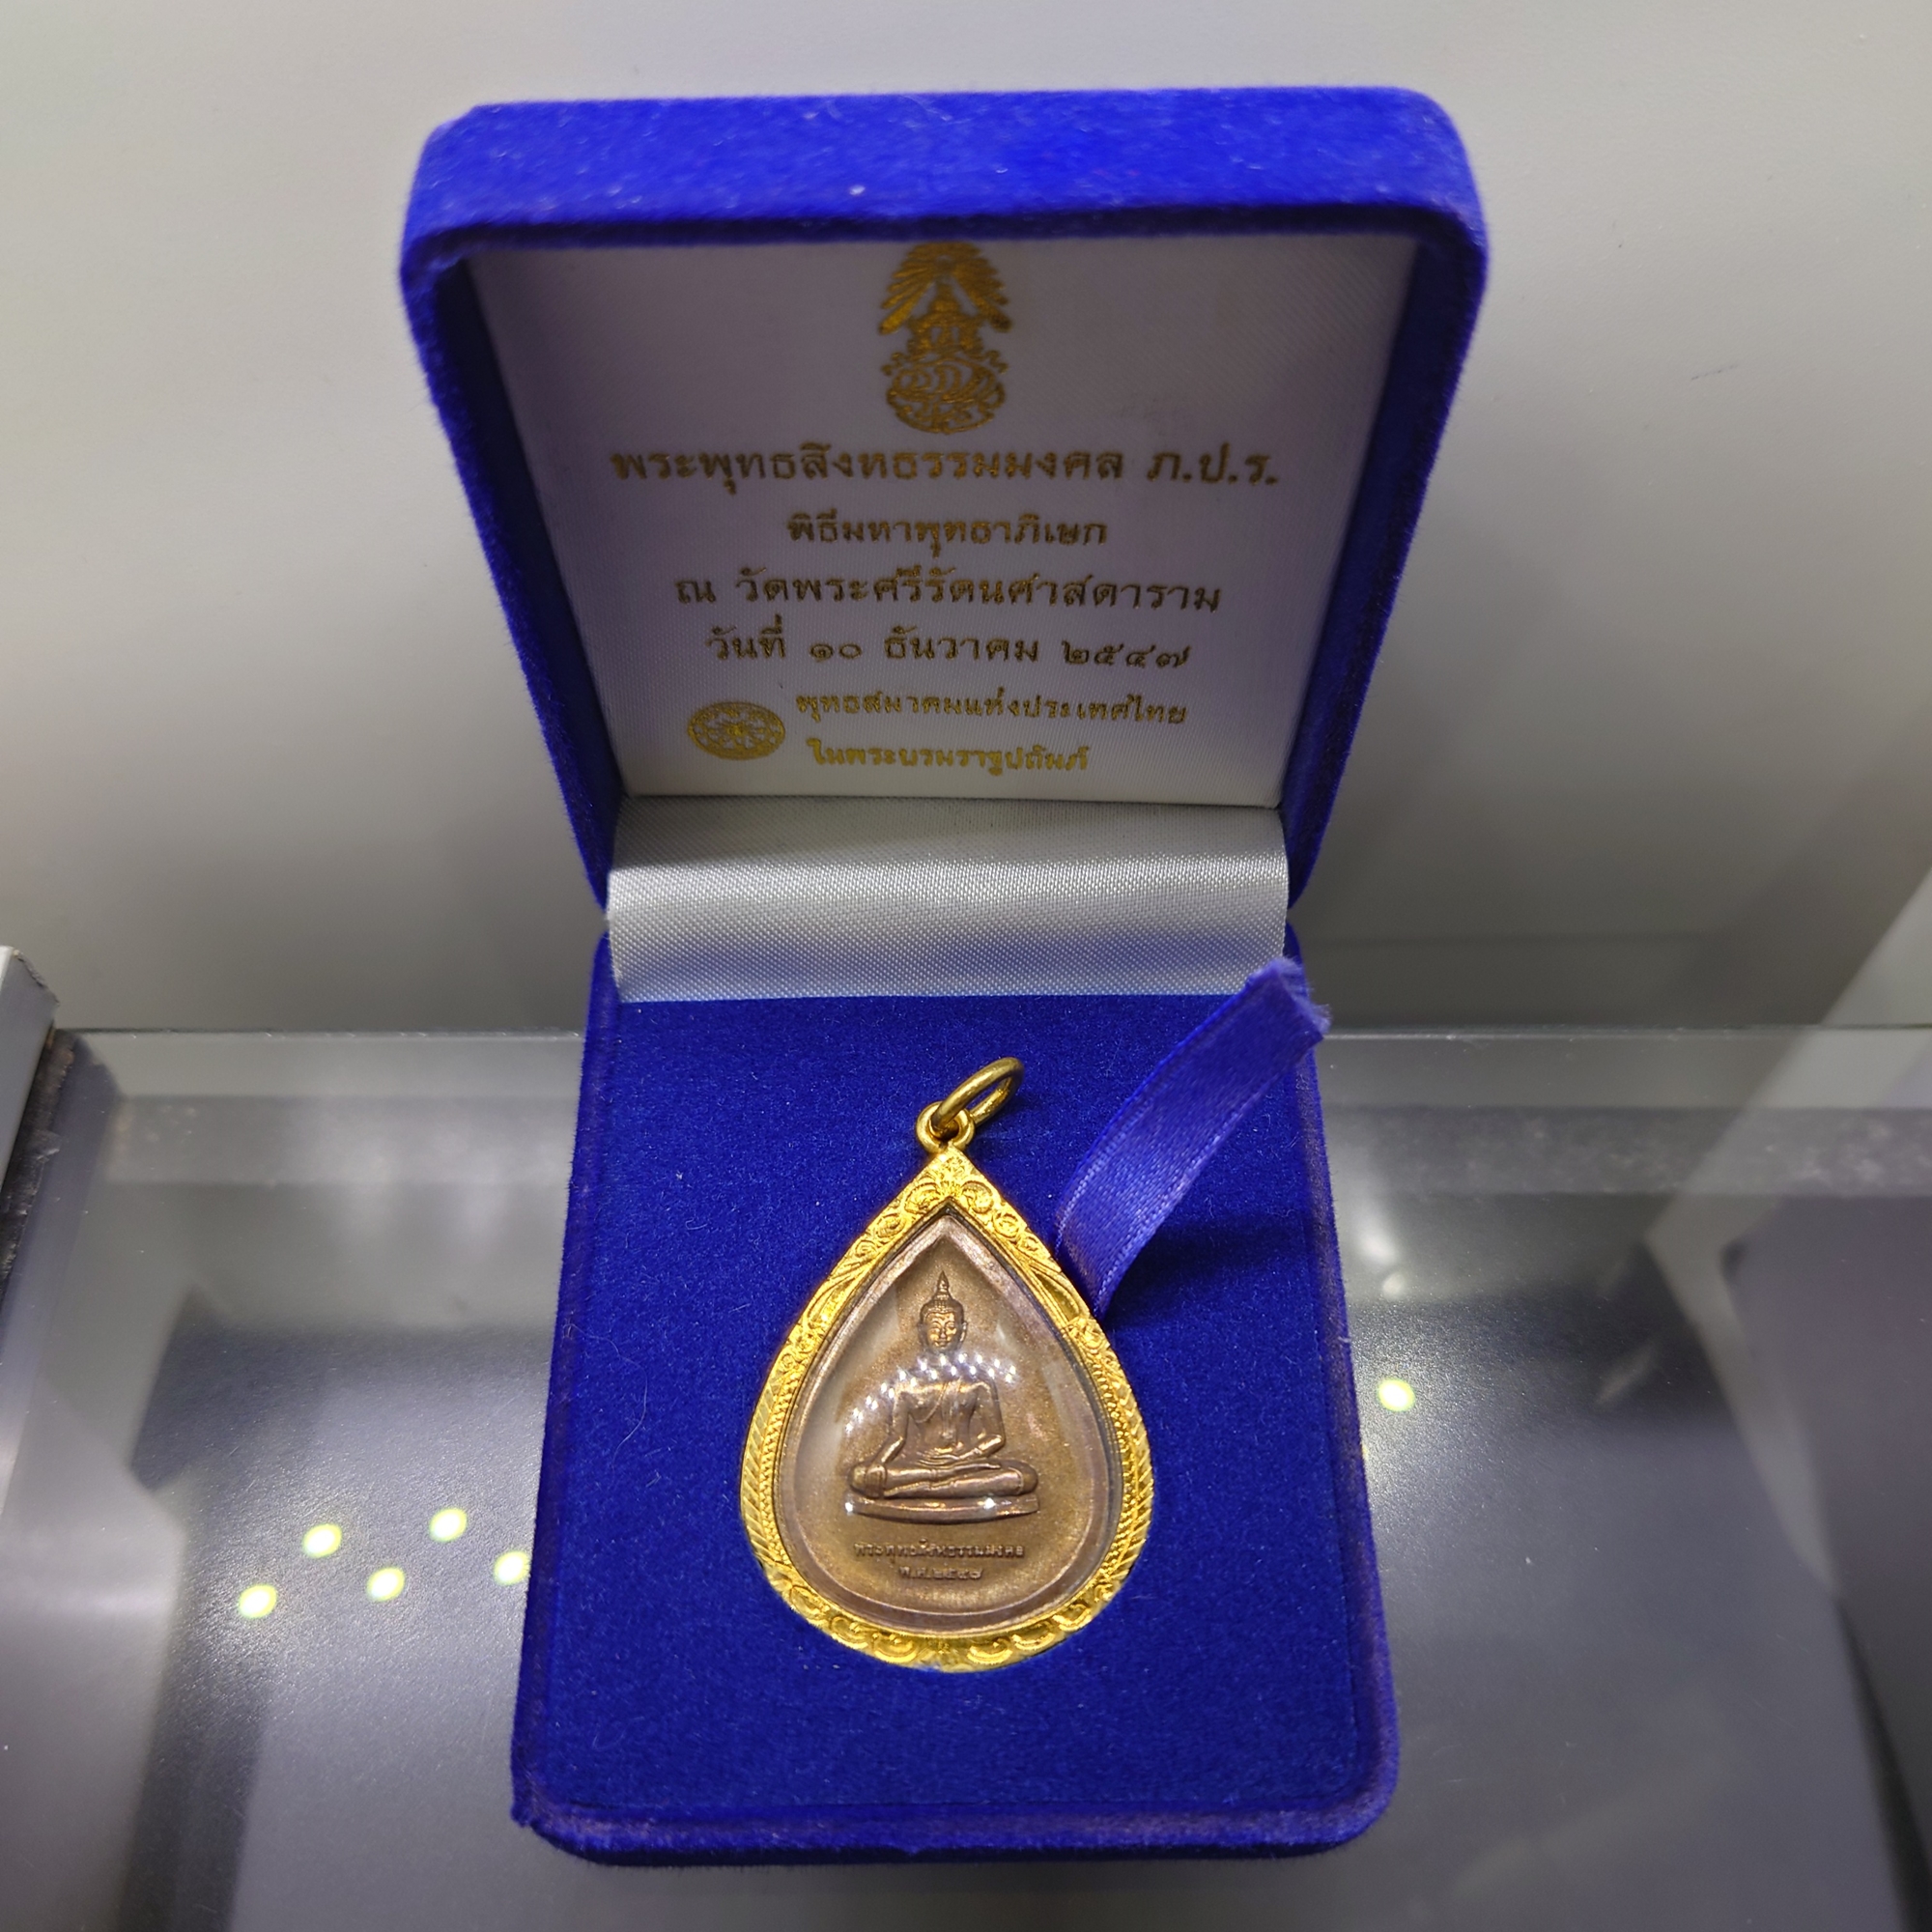 พระพุทธสิงหธรรมมงคล ภ.ป.ร.
พิธีมหาพุทธาภิเษก
ณ วัดพระศรีรัตนศาสดาราม
วันที่ ๑๐ ธันวาคม ๒๕๔๗
พุทธสมาคมแห่งประเทศไทย
ในพระบรมราชูปถัมภ์
พระพุทธสิงหธรรมมงคล
พ.ศ.๒๕๔๗